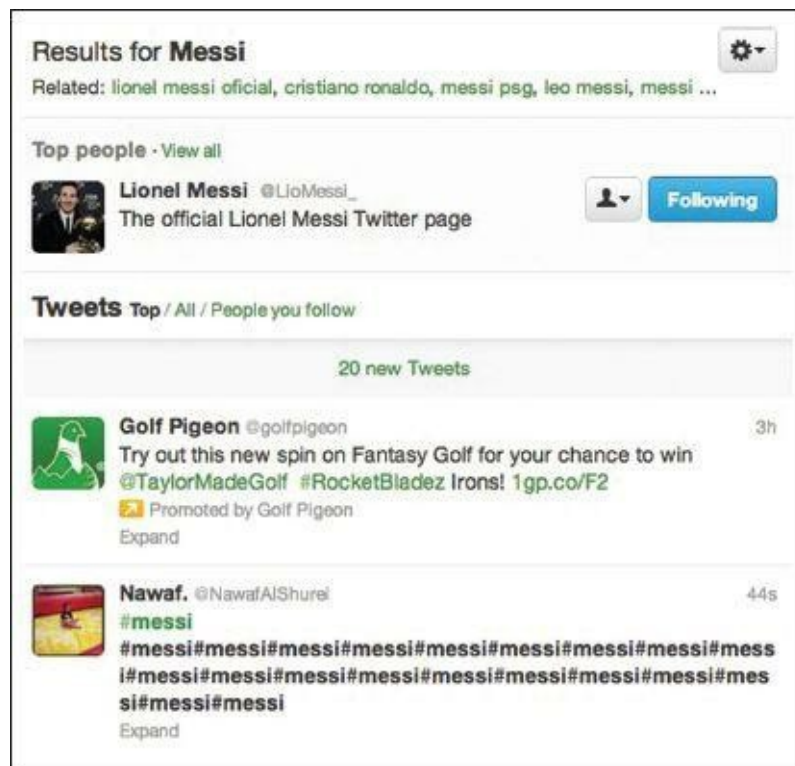 Results for Messi
Related: lionel messi oficial, cristiano ronaldo, messi psg, leo messi, messi ...
Top people · View all
Lionel Messi @LioMessi_
The official Lionel Messi Twitter page
Following
Tweets Top / All / People you follow
20 new Tweets
Golf Pigeon @golfpigeon 3h
Try out this new spin on Fantasy Golf for your chance to win
@TaylorMadeGolf #RocketBladez Irons! 1gp.co/F2
Promoted by Golf Pigeon
Expand
Nawaf. @NawafAlShurei 44s
#messi
#messi#messi#messi#messi#messi#messi#messi#messi#mess
i#messi#messi#messi#messi#messi#messi#messi#messi#mes
si#messi#messi
Expand